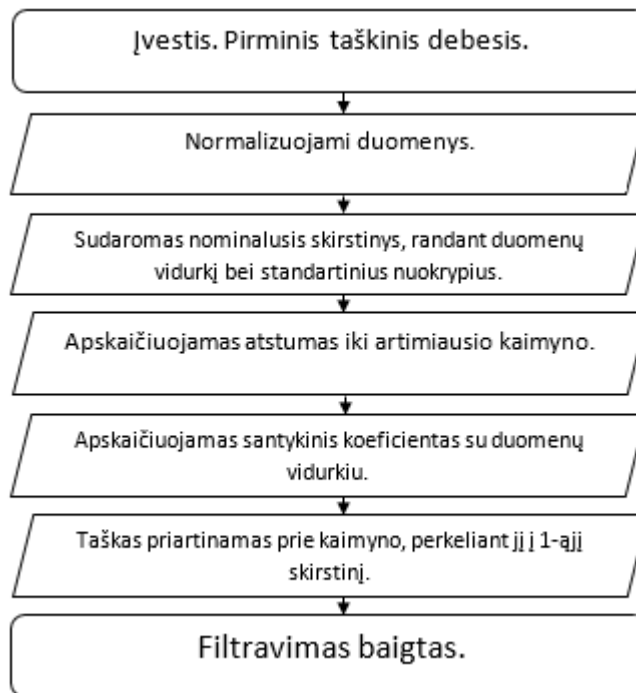 Įvestis. Pirminis taškinis debesis.
Normalizuojami duomenys.
Sudaromas nominalusis skirstinys, randant duomenų
vidurkį bei standartinius nuokrypius.
Apskaičiuojamas atstumas iki artimiausio kaimyno.
Apskaičiuojamas santykinis koeficientas su duomenų
vidurkiu.
Taškas priartinamas prie kaimyno, perkeliant jį į 1-ąjį
skirstinį.
Filtravimas baigtas.